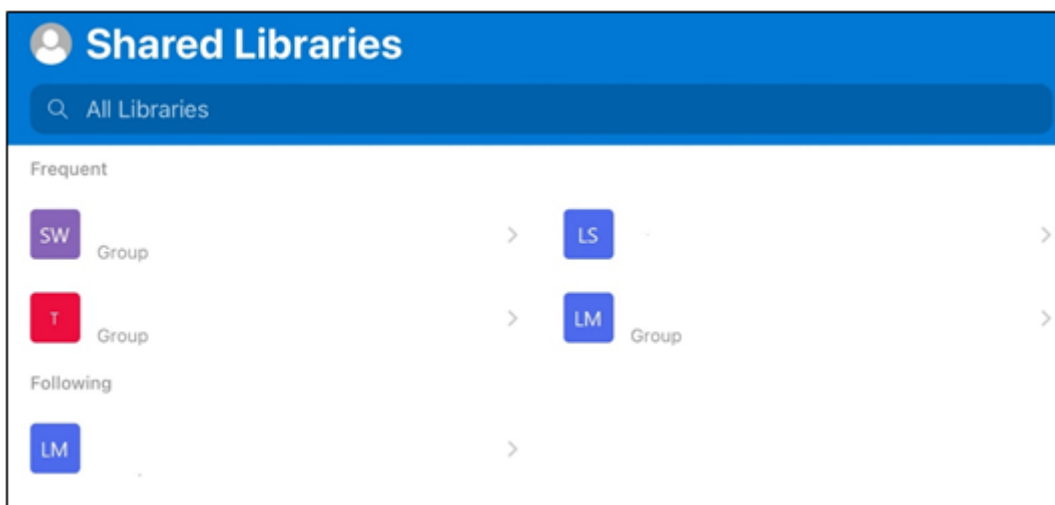 Shared Libraries
All Libraries
Frequent
SW
Group
LS
T
Group
LM
Group
Following
LM